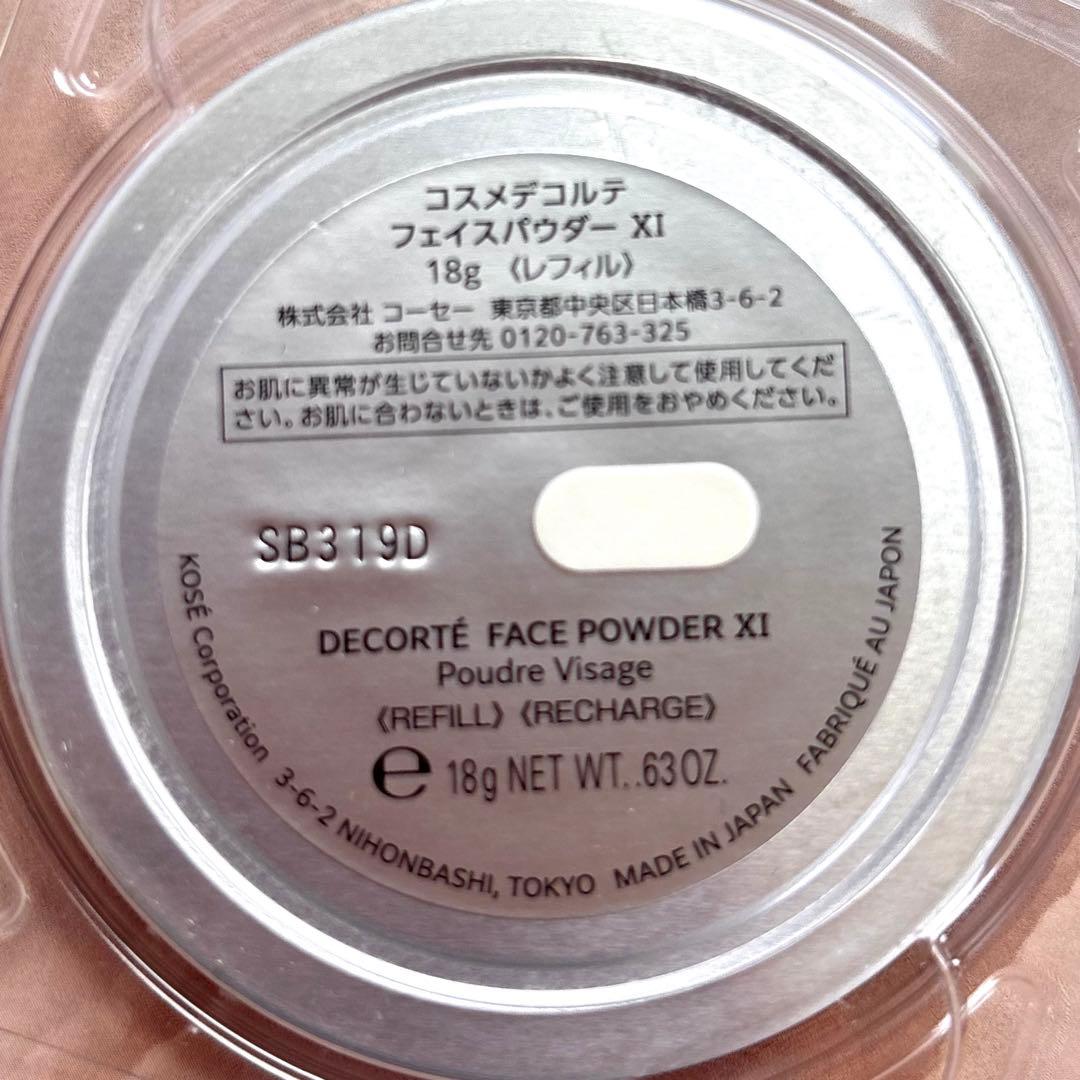 コスメデコルテ
フェイスパウダー XI
18g 〈レフィル〉
株式会社 コーセー 東京都中央区日本橋3-6-2
お問合せ先 0120-763-325
お肌に異常が生じていないかよく注意して使用してくだ
さい。お肌に合わないときは、ご使用をおやめください。
SB319D
DECORTÉ FACE POWDER XI
Poudre Visage
《REFILL》《RECHARGE》
℮ 18g NET WT. .63 OZ.
KOSÉ Corporation 3-6-2 NIHONBASHI, TOKYO MADE IN JAPAN FABRIQUÉ AU JAPON